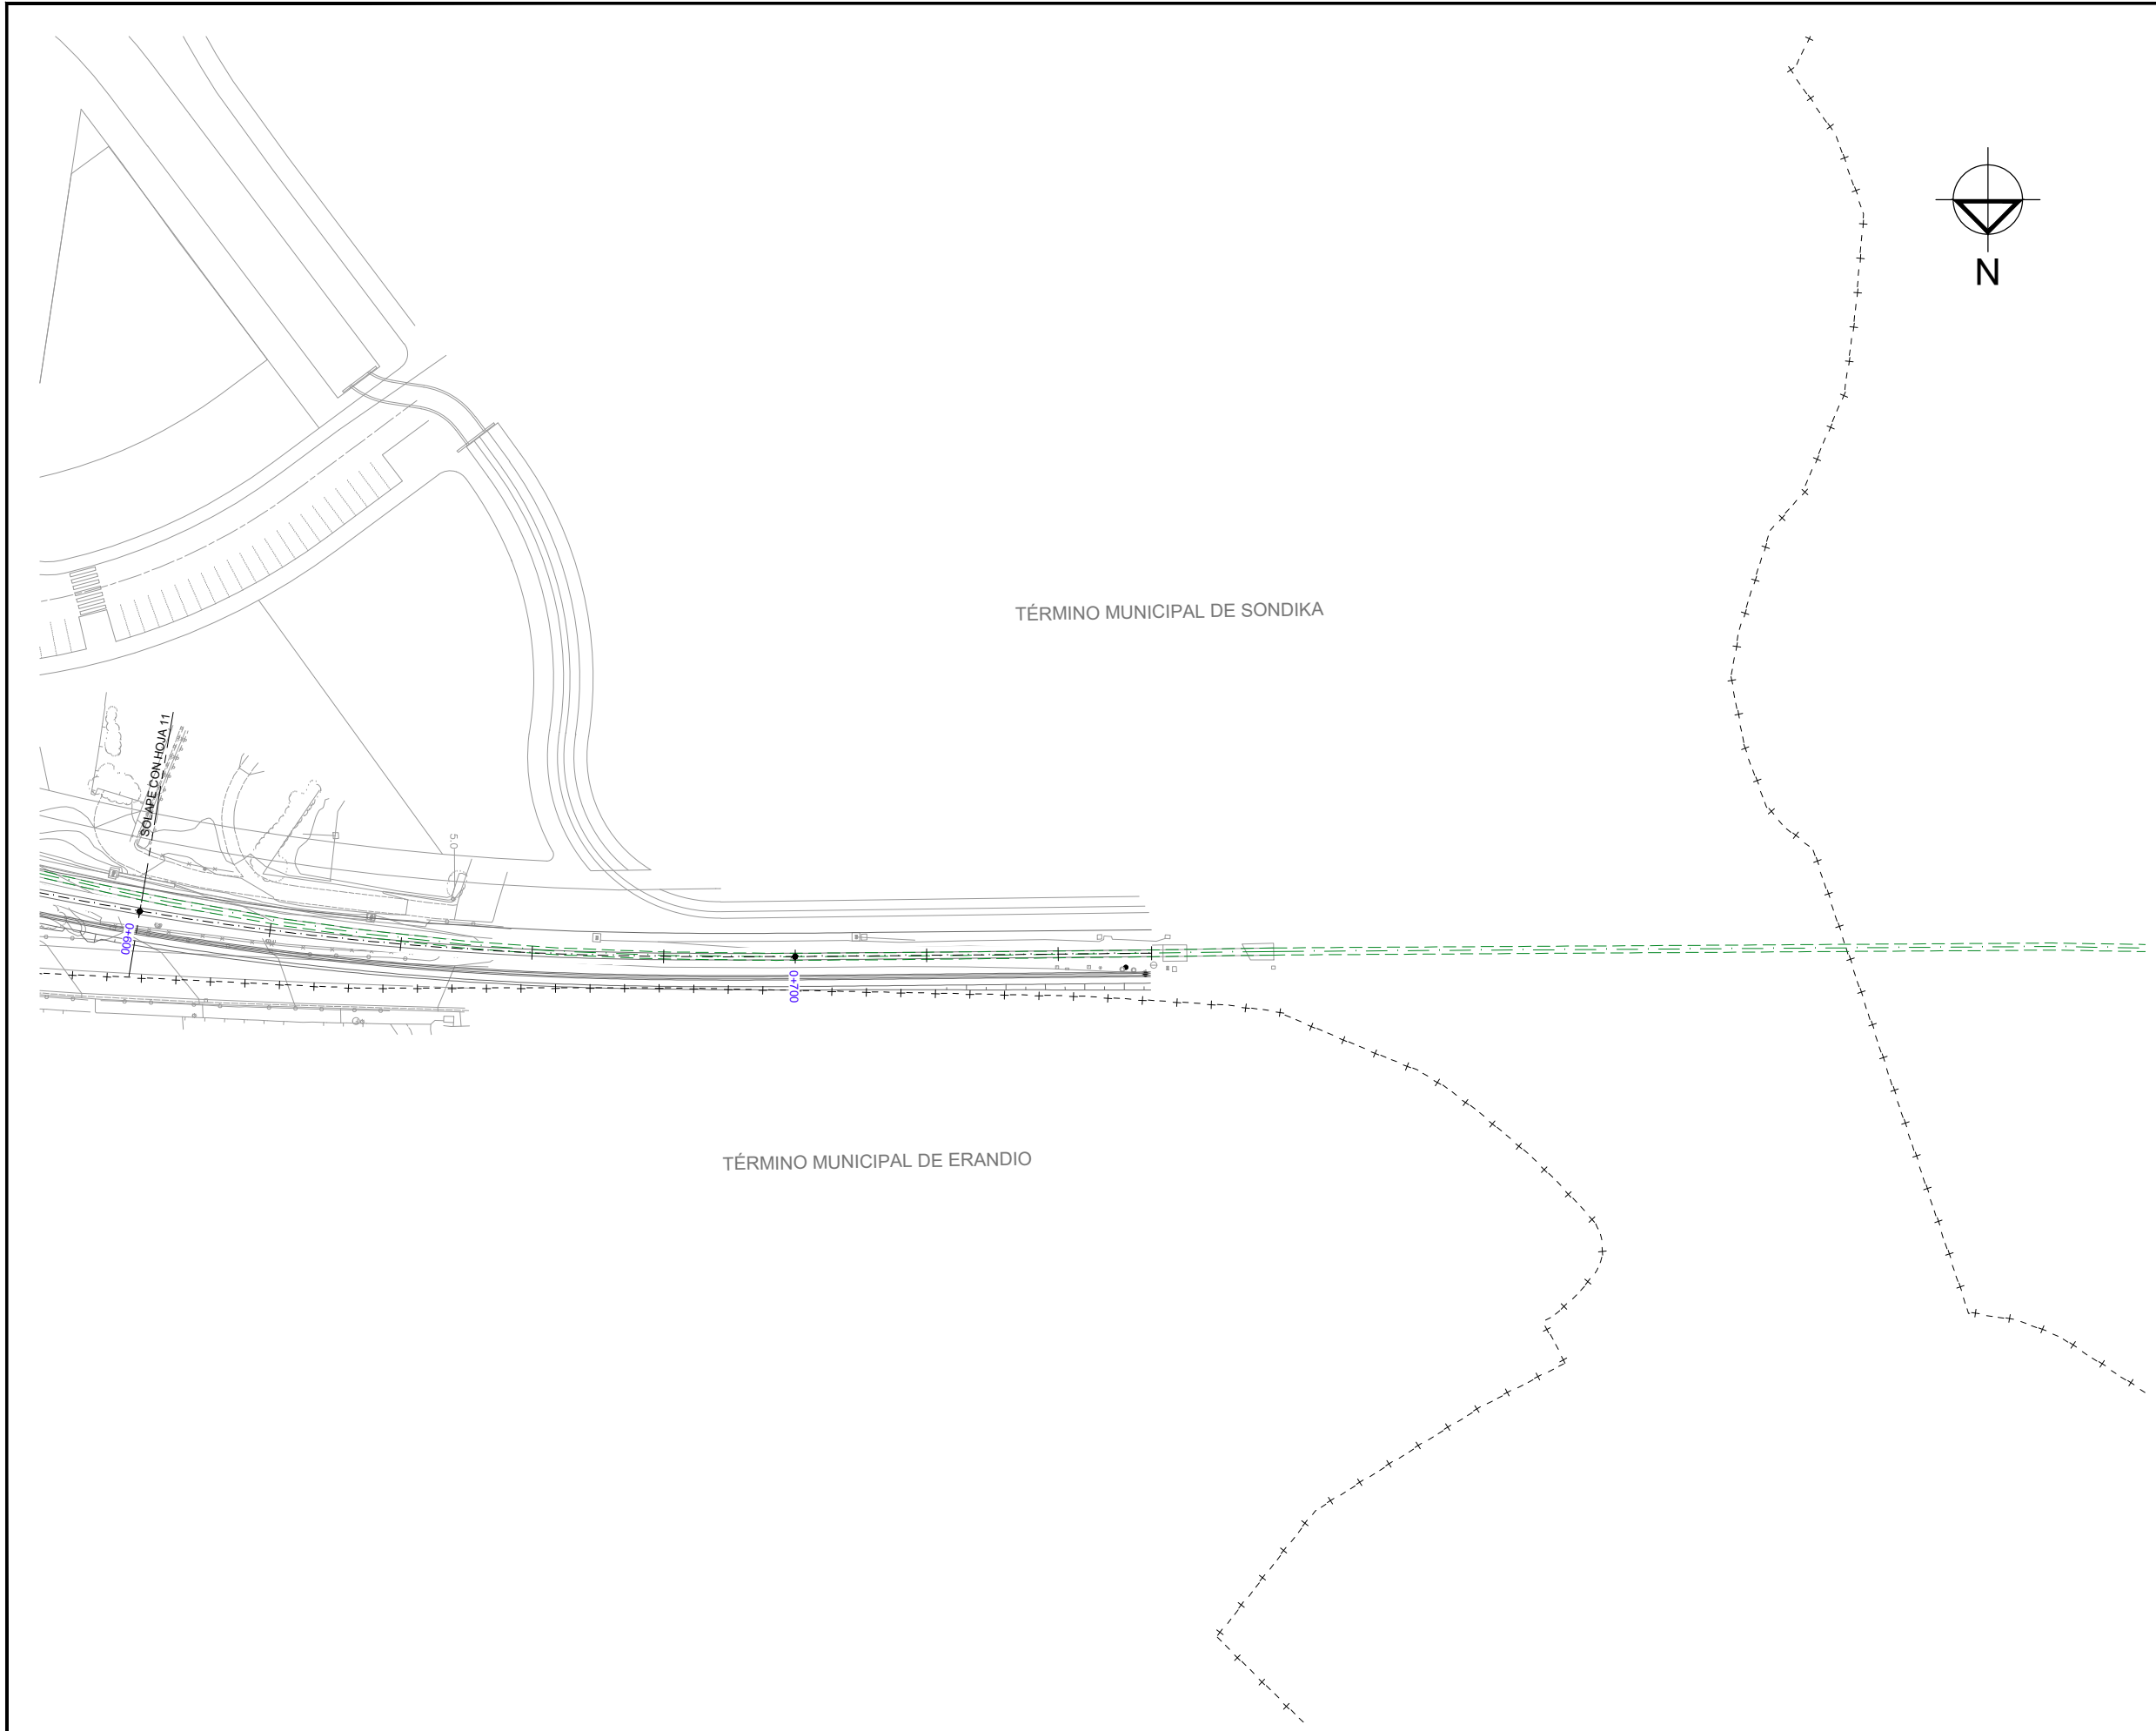 N
TÉRMINO MUNICIPAL DE SONDIKA
SOLAPE CON HOJA 11
0+600
0+700
TÉRMINO MUNICIPAL DE ERANDIO